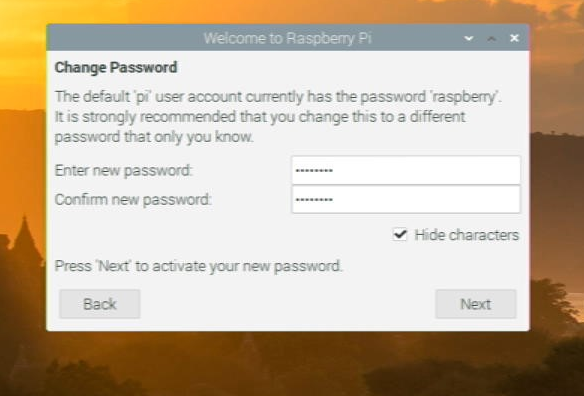 Welcome to Raspberry Pi
Change Password
The default 'pi' user account currently has the password 'raspberry'.
It is strongly recommended that you change this to a different
password that only you know.
Enter new password: ••••••••
Confirm new password: ••••••••
Hide characters
Press 'Next' to activate your new password.
Back Next